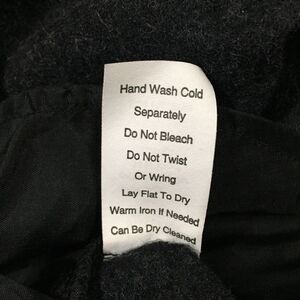 Hand Wash Cold
Separately
Do Not Bleach
Do Not Twist
Or Wring
Lay Flat To Dry
Warm Iron If Needed
Can Be Dry Cleaned